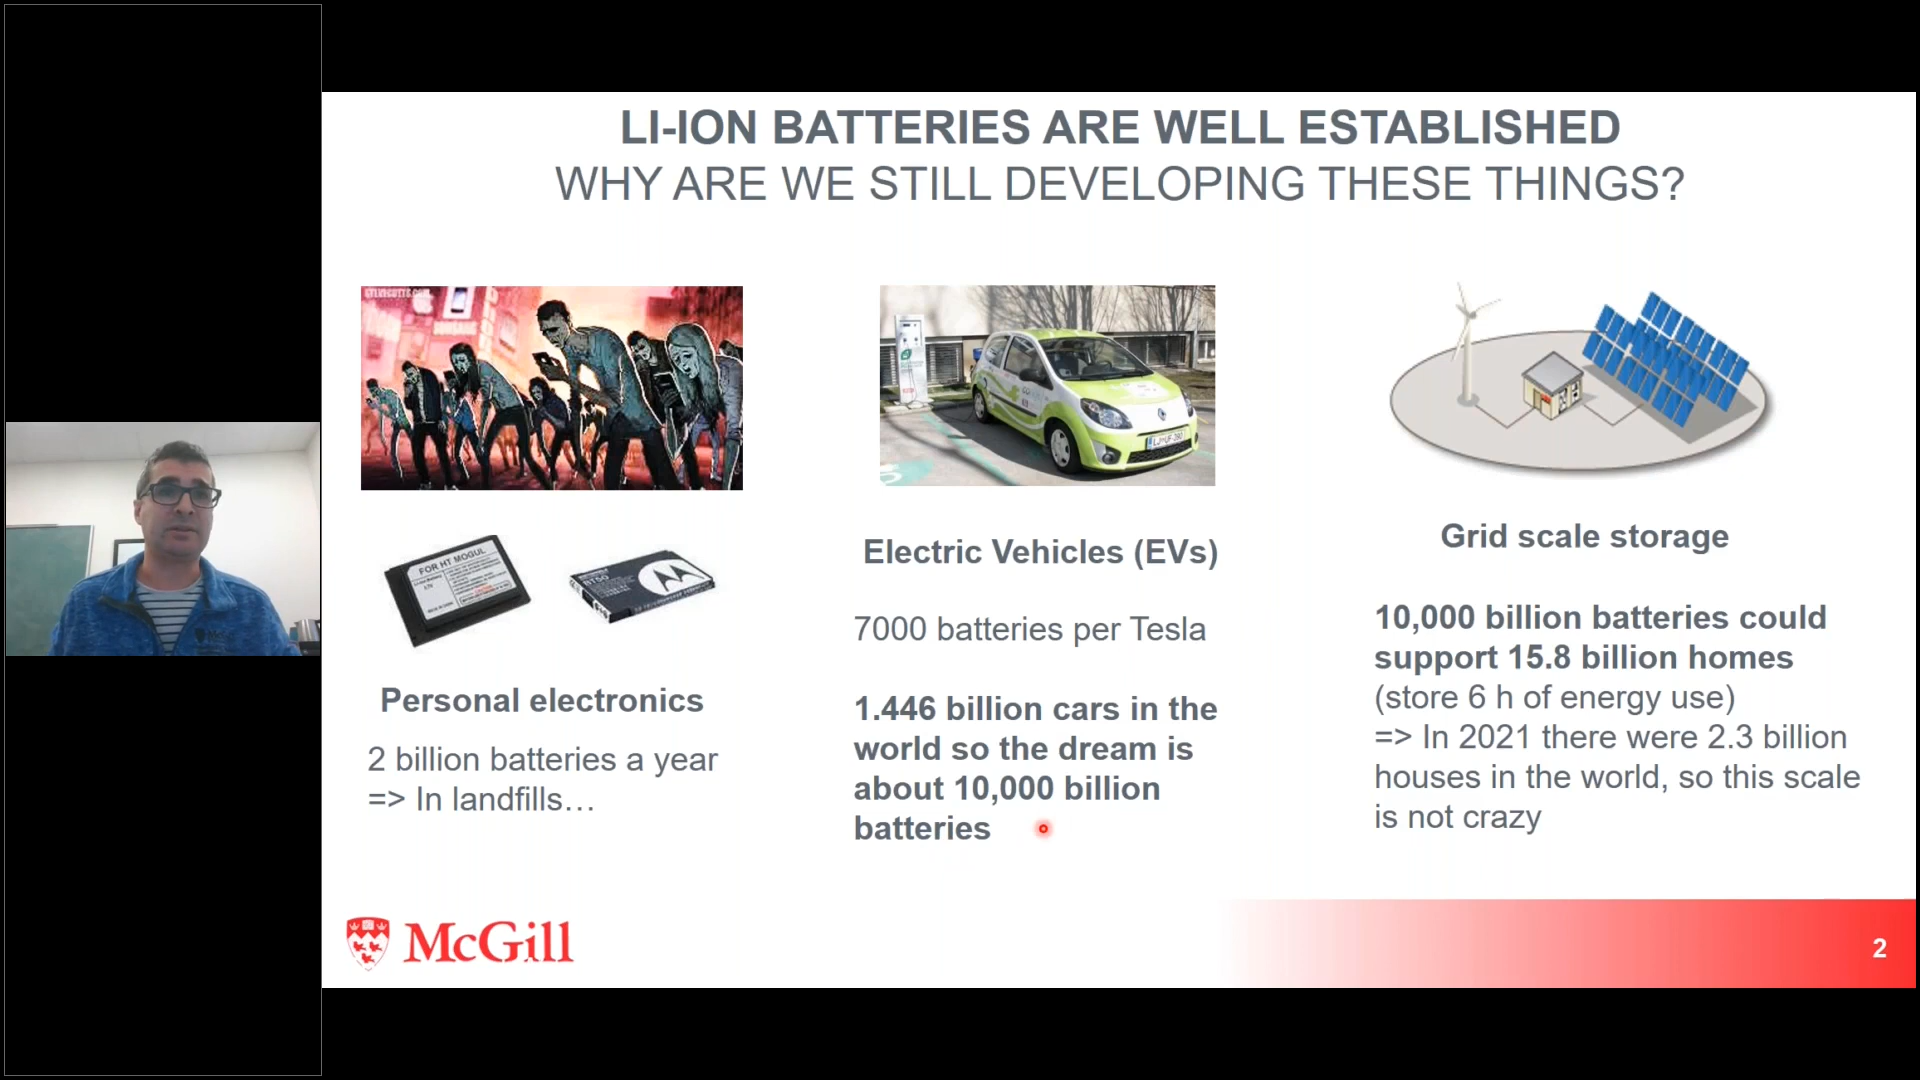 LI-ION BATTERIES ARE WELL ESTABLISHED
WHY ARE WE STILL DEVELOPING THESE THINGS?
FOR HT MOGUL
BT50
Personal electronics
2 billion batteries a year
=> In landfills…
Electric Vehicles (EVs)
7000 batteries per Tesla
1.446 billion cars in the
world so the dream is
about 10,000 billion
batteries
Grid scale storage
10,000 billion batteries could
support 15.8 billion homes
(store 6 h of energy use)
=> In 2021 there were 2.3 billion
houses in the world, so this scale
is not crazy
McGill
2